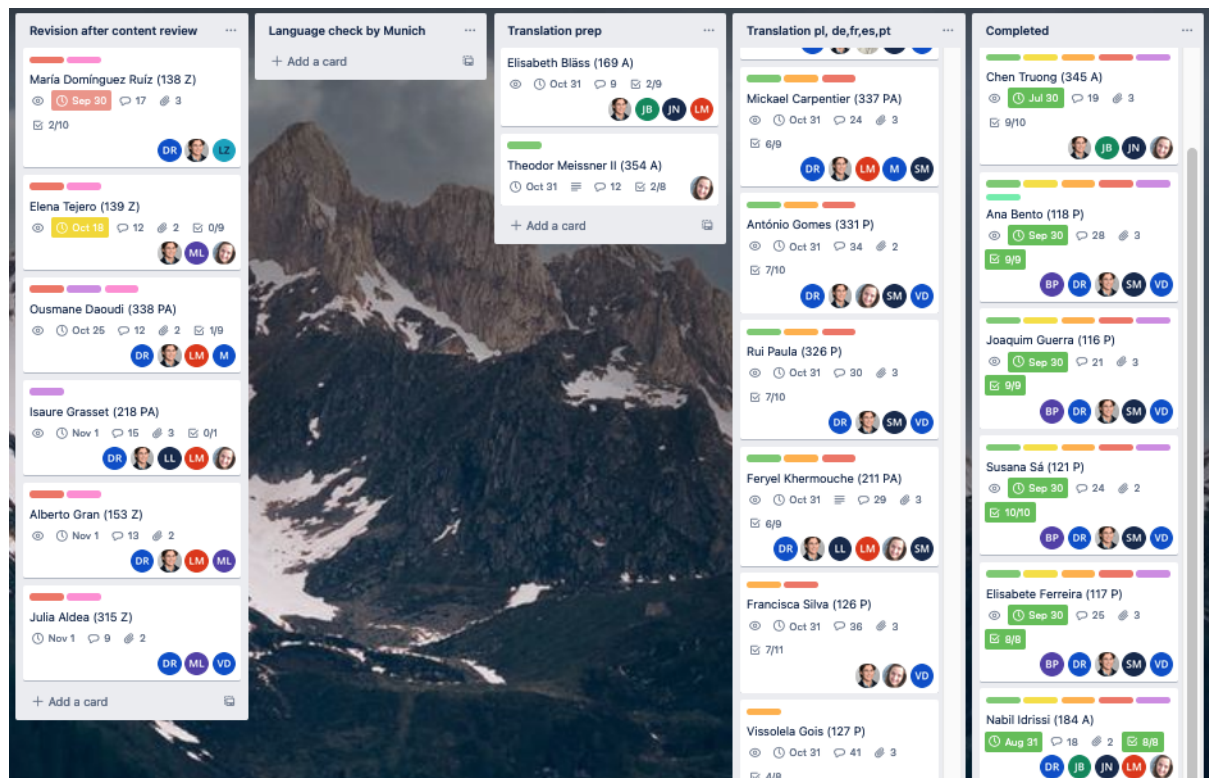 Revision after content review
María Domínguez Ruíz (138 Z)
Sep 30 17 3
2/10
DR LZ
Elena Tejero (139 Z)
Oct 18 12 2 0/9
ML
Ousmane Daoudi (338 PA)
Oct 25 12 2 1/9
DR LM M
Isaure Grasset (218 PA)
Nov 1 15 3 0/1
DR LL LM
Alberto Gran (153 Z)
Nov 1 13 2
DR LM ML
Julia Aldea (315 Z)
Nov 1 9 2
DR ML VD
+ Add a card
Language check by Munich
+ Add a card
Translation prep
Elisabeth Bläss (169 A)
Oct 31 9 2/9
JB JN LM
Theodor Meissner II (354 A)
Oct 31 12 2/8
+ Add a card
Translation pl, de,fr,es,pt
Mickael Carpentier (337 PA)
Oct 31 24 3
6/9
DR LM M SM
António Gomes (331 P)
Oct 31 34 2
7/10
DR SM VD
Rui Paula (326 P)
Oct 31 30 3
7/10
DR SM VD
Feryel Khermouche (211 PA)
Oct 31 29 3
6/9
DR LL LM SM
Francisca Silva (126 P)
Oct 31 36 3
7/11
VD
Vissolela Gois (127 P)
Oct 31 41 3
4/8
Completed
Chen Truong (345 A)
Jul 30 19 3
9/10
JB JN
Ana Bento (118 P)
Sep 30 28 3
9/9
BP DR SM VD
Joaquim Guerra (116 P)
Sep 30 21 3
9/9
BP DR SM VD
Susana Sá (121 P)
Sep 30 24 2
10/10
BP DR SM VD
Elisabete Ferreira (117 P)
Sep 30 25 3
8/8
BP DR SM VD
Nabil Idrissi (184 A)
Aug 31 18 2 8/8
DR JB JN LM